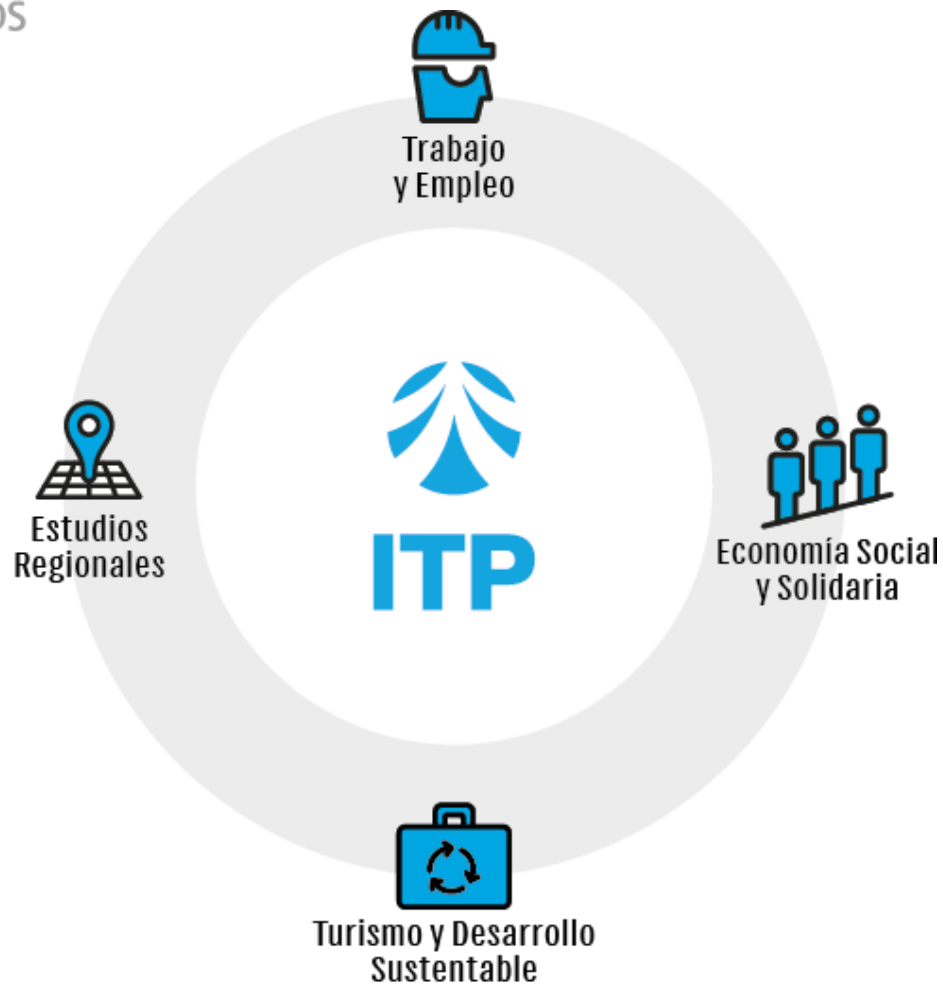 Trabajo
y Empleo
Estudios
Regionales
ITP
Economía Social
y Solidaria
Turismo y Desarrollo
Sustentable